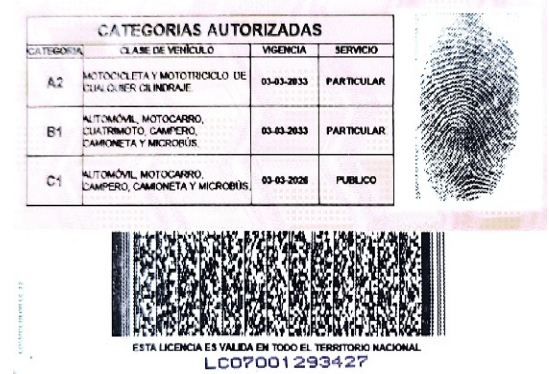 CATEGORIAS AUTORIZADAS
CATEGORIA CLASE DE VEHÍCULO VIGENCIA SERVICIO
A2 MOTOCICLETA Y MOTOTRICICLO DE CUALQUIER CILINDRAJE. 03-03-2033 PARTICULAR
B1 AUTOMÓVIL, MOTOCARRO, CUATRIMOTO, CAMPERO, CAMIONETA Y MICROBÚS. 03-03-2033 PARTICULAR
C1 AUTOMÓVIL, MOTOCARRO, CAMPERO, CAMIONETA Y MICROBÚS. 03-03-2026 PUBLICO
ESTA LICENCIA ES VALIDA EN TODO EL TERRITORIO NACIONAL
LC07001293427